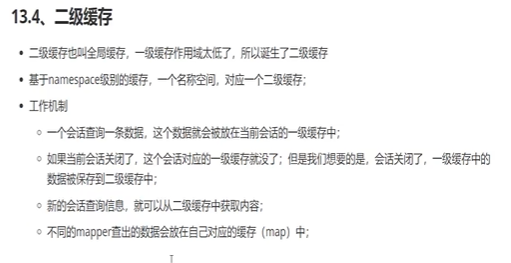 13.4、二级缓存
二级缓存也叫全局缓存，一级缓存作用域太低了，所以诞生了二级缓存
基于namespace级别的缓存，一个名称空间，对应一个二级缓存；
工作机制
一个会话查询一条数据，这个数据就会被放在当前会话的一级缓存中；
如果当前会话关闭了，这个会话对应的一级缓存就没了；但是我们想要的是，会话关闭了，一级缓存中的
数据被保存到二级缓存中；
新的会话查询信息，就可以从二级缓存中获取内容；
不同的mapper查出的数据会放在自己对应的缓存（map）中；